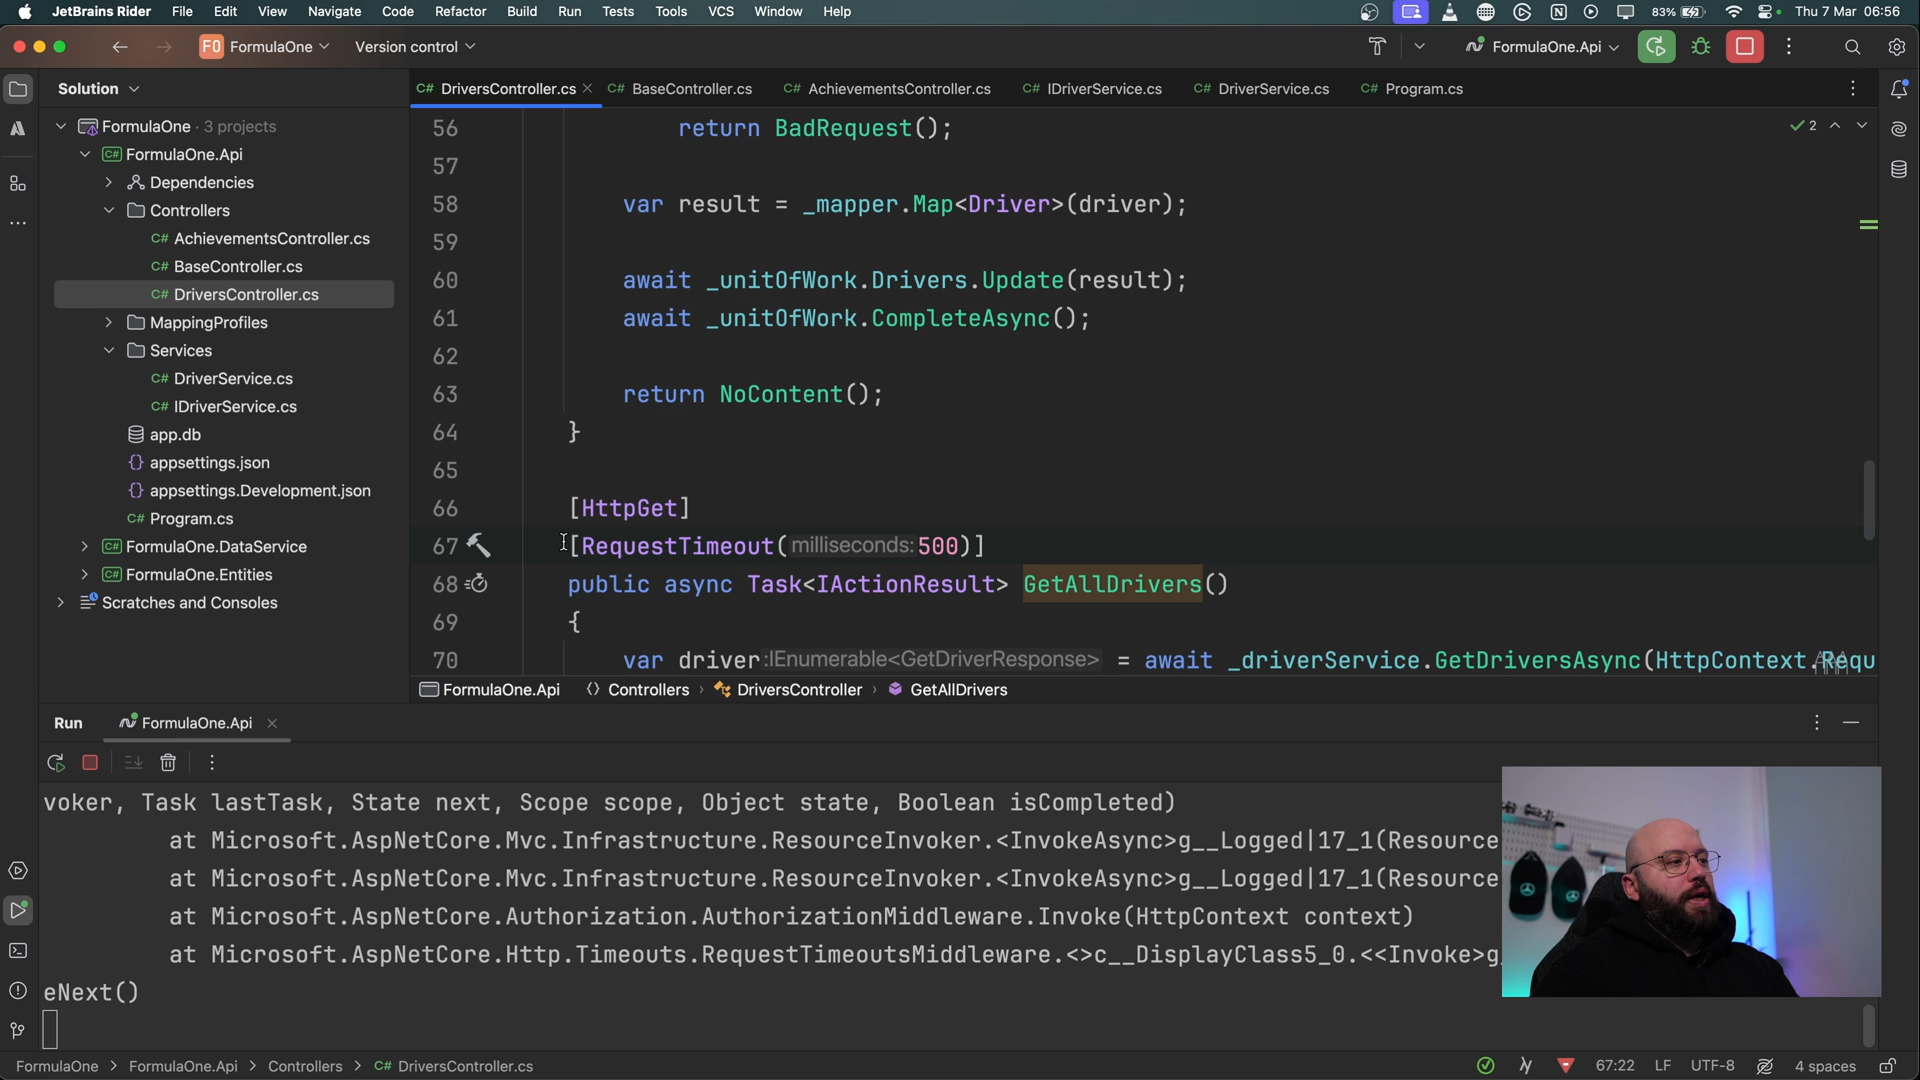 JetBrains Rider File Edit View Navigate Code Refactor Build Run Tests Tools VCS Window Help 83% Thu 7 Mar 06:56
FO FormulaOne Version control FormulaOne.Api
Solution
C# DriversController.cs C# BaseController.cs C# AchievementsController.cs C# IDriverService.cs C# DriverService.cs C# Program.cs
FormulaOne · 3 projects
C# FormulaOne.Api
Dependencies
Controllers
C# AchievementsController.cs
C# BaseController.cs
C# DriversController.cs
MappingProfiles
Services
C# DriverService.cs
C# IDriverService.cs
app.db
{} appsettings.json
{} appsettings.Development.json
C# Program.cs
C# FormulaOne.DataService
C# FormulaOne.Entities
Scratches and Consoles
2
56 return BadRequest();
57
58 var result = _mapper.Map<Driver>(driver);
59
60 await _unitOfWork.Drivers.Update(result);
61 await _unitOfWork.CompleteAsync();
62
63 return NoContent();
64 }
65
66 [HttpGet]
67 [RequestTimeout( milliseconds: 500)]
68 public async Task<IActionResult> GetAllDrivers()
69 {
70 var driver :IEnumerable<GetDriverResponse> = await _driverService.GetDriversAsync(HttpContext.Requ
FormulaOne.Api Controllers DriversController GetAllDrivers
Run FormulaOne.Api
voker, Task lastTask, State next, Scope scope, Object state, Boolean isCompleted)
at Microsoft.AspNetCore.Mvc.Infrastructure.ResourceInvoker.<InvokeAsync>g__Logged|17_1(Resource
at Microsoft.AspNetCore.Mvc.Infrastructure.ResourceInvoker.<InvokeAsync>g__Logged|17_1(Resource
at Microsoft.AspNetCore.Authorization.AuthorizationMiddleware.Invoke(HttpContext context)
at Microsoft.AspNetCore.Http.Timeouts.RequestTimeoutsMiddleware.<>c__DisplayClass5_0.<<Invoke>g_
eNext()
FormulaOne > FormulaOne.Api > Controllers > C# DriversController.cs 67:22 LF UTF-8 4 spaces